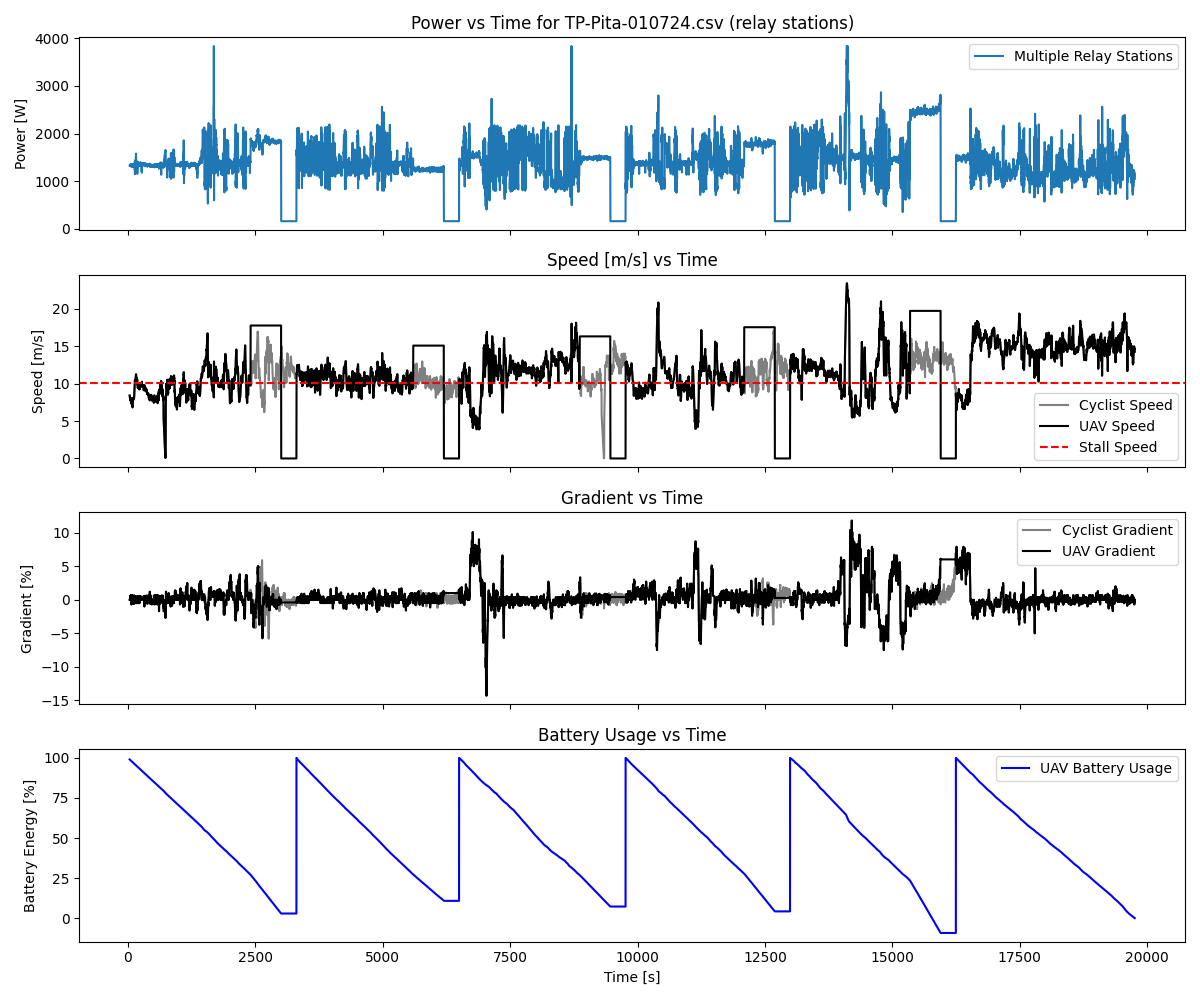 Power vs Time for TP-Pita-010724.csv (relay stations)
4000
3000
2000
1000
0
Power [W]
Multiple Relay Stations
Speed [m/s] vs Time
20
15
10
5
0
Speed [m/s]
Cyclist Speed
UAV Speed
Stall Speed
Gradient vs Time
10
5
0
−5
−10
−15
Gradient [%]
Cyclist Gradient
UAV Gradient
Battery Usage vs Time
100
75
50
25
0
Battery Energy [%]
UAV Battery Usage
0 2500 5000 7500 10000 12500 15000 17500 20000
Time [s]